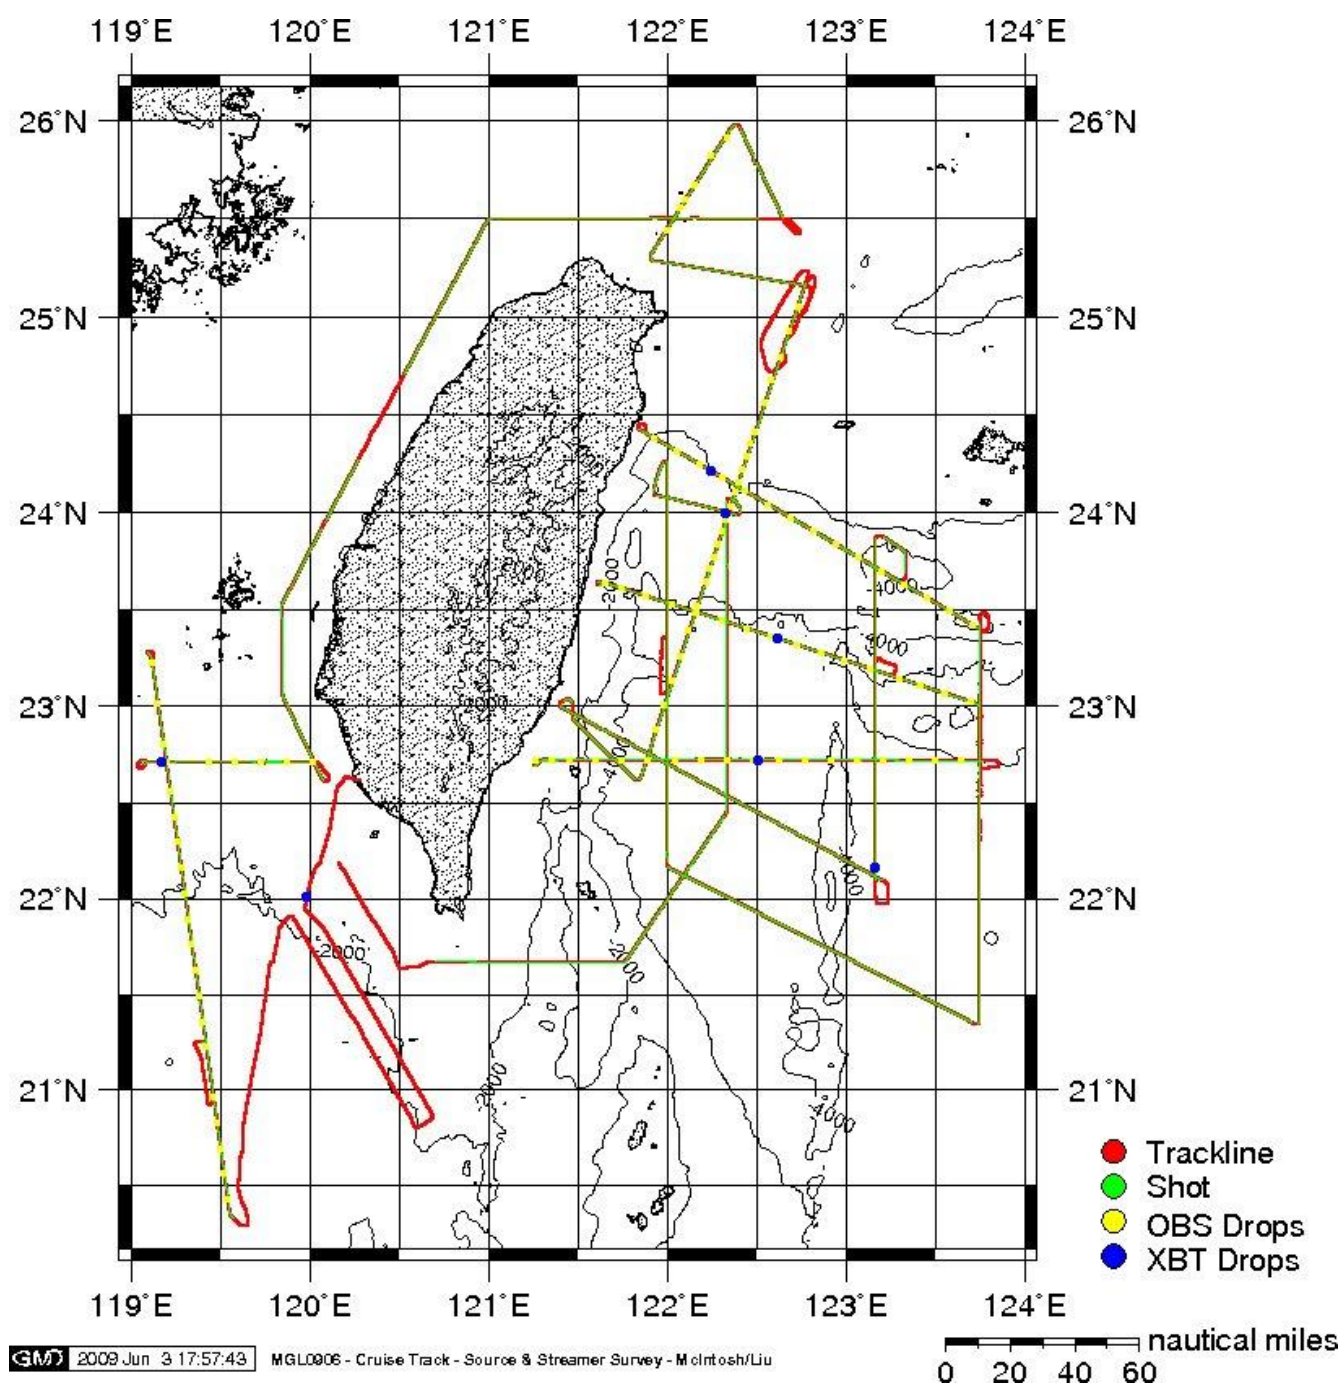 119°E 120°E 121°E 122°E 123°E 124°E
26°N 26°N
25°N 25°N
24°N 24°N
-2000
-4000
4000
23°N 23°N
-2000
-4000
22°N 22°N
-2000
21°N 21°N
-4000
Trackline
Shot
OBS Drops
XBT Drops
119°E 120°E 121°E 122°E 123°E 124°E
GMD 2009 Jun 3 17:57:43 MGL0906 - Cruise Track - Source & Streamer Survey - McIntosh/Liu
nautical miles
0 20 40 60